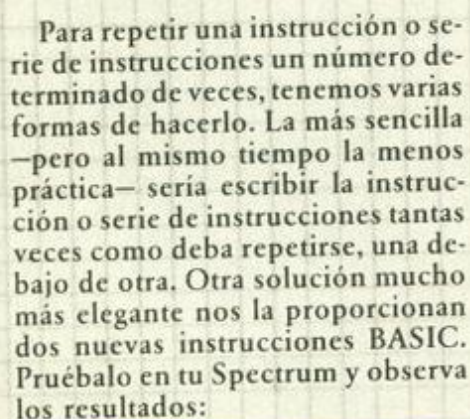 Para repetir una instrucción o se-
rie de instrucciones un número de-
terminado de veces, tenemos varias
formas de hacerlo. La más sencilla
—pero al mismo tiempo la menos
práctica— sería escribir la instruc-
ción o serie de instrucciones tantas
veces como deba repetirse, una de-
bajo de otra. Otra solución mucho
más elegante nos la proporcionan
dos nuevas instrucciones BASIC.
Pruébalo en tu Spectrum y observa
los resultados: